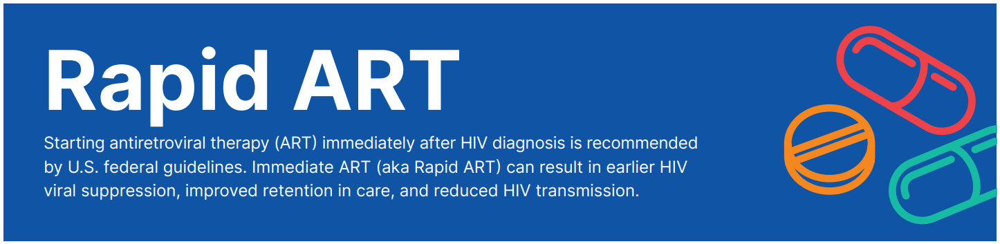 Rapid ART
Starting antiretroviral therapy (ART) immediately after HIV diagnosis is recommended
by U.S. federal guidelines. Immediate ART (aka Rapid ART) can result in earlier HIV
viral suppression, improved retention in care, and reduced HIV transmission.